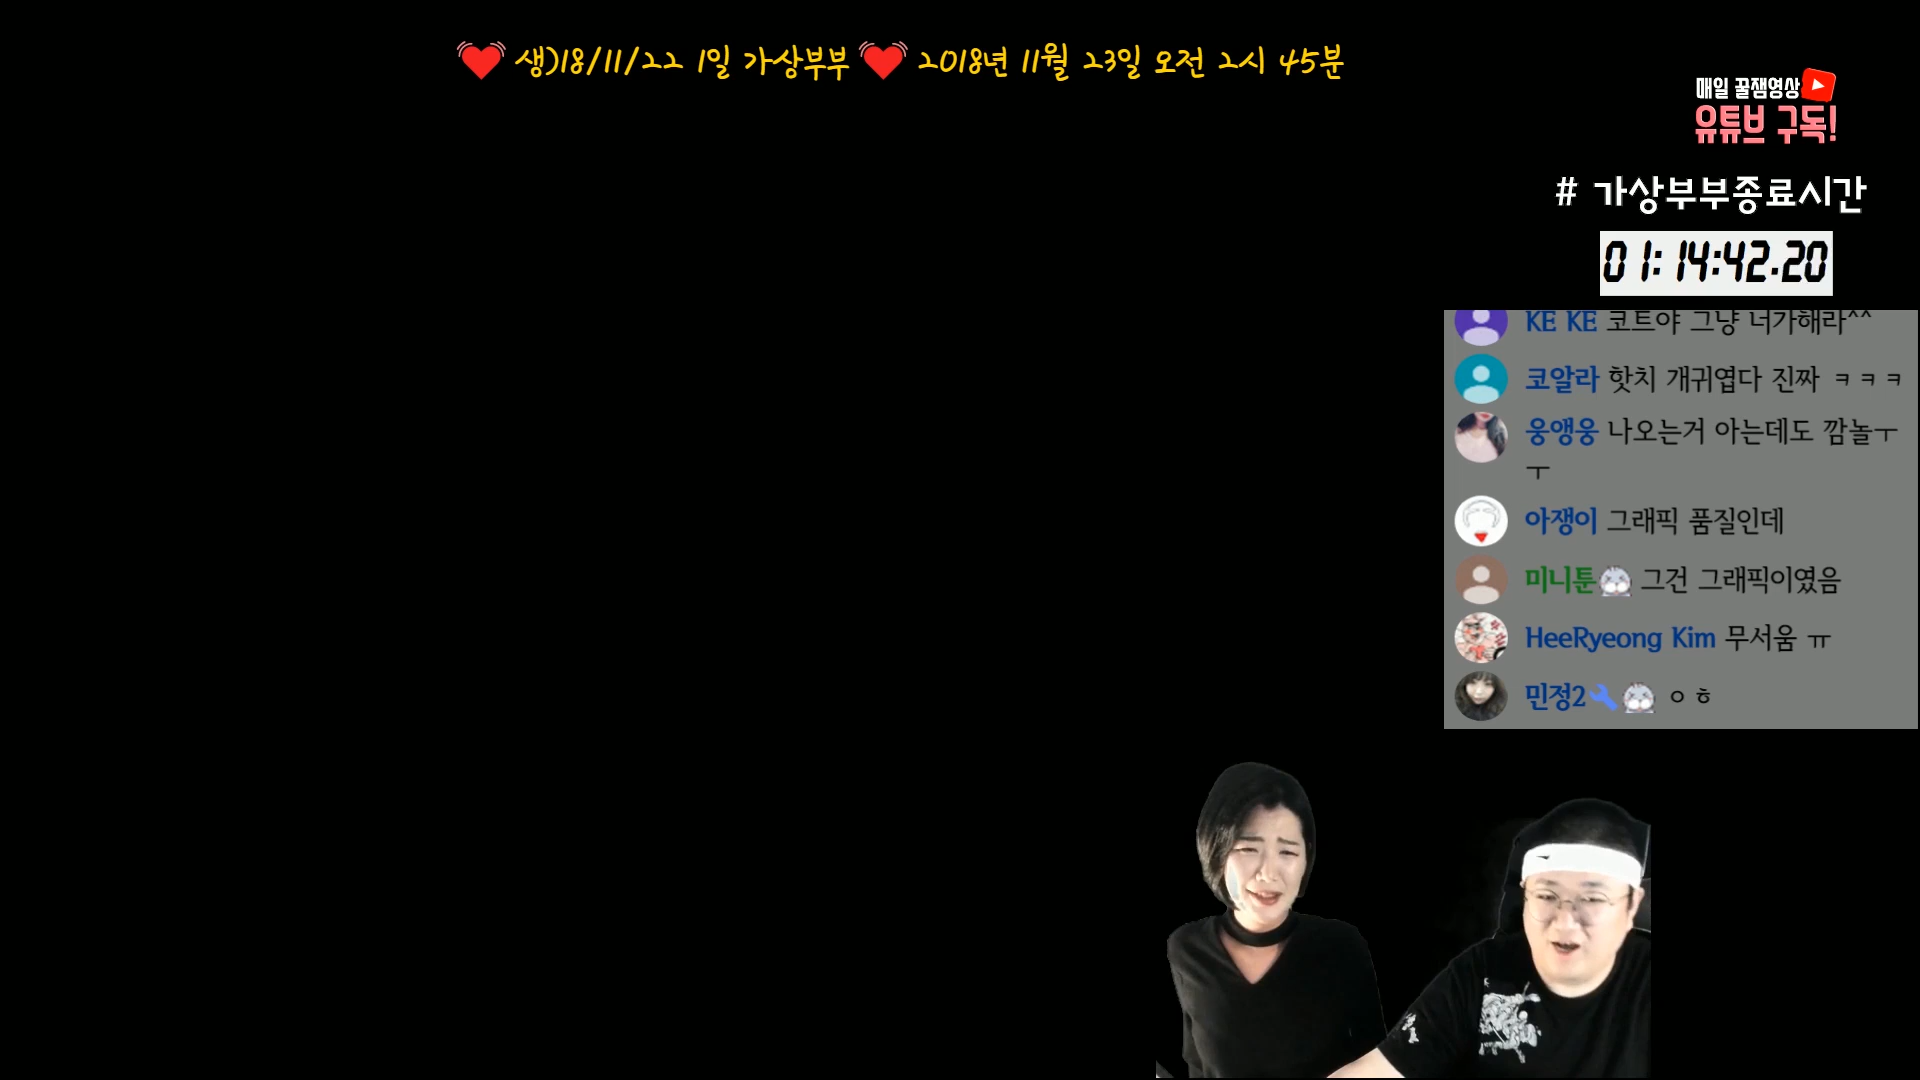 생)18/11/22 1일 가상부부 2018년 11월 23일 오전 2시 45분
매일 꿀잼영상
유튜브 구독!
# 가상부부종료시간
01:14:42.20
KE KE 코트야 그냥 너가해라^^
코알라 핫치 개귀엽다 진짜 ㅋㅋㅋ
웅앵웅 나오는거 아는데도 깜놀ㅜ
ㅜ
아쟁이 그래픽 품질인데
미니툰 그건 그래픽이였음
HeeRyeong Kim 무서움 ㅠ
민정2 ㅇㅎ